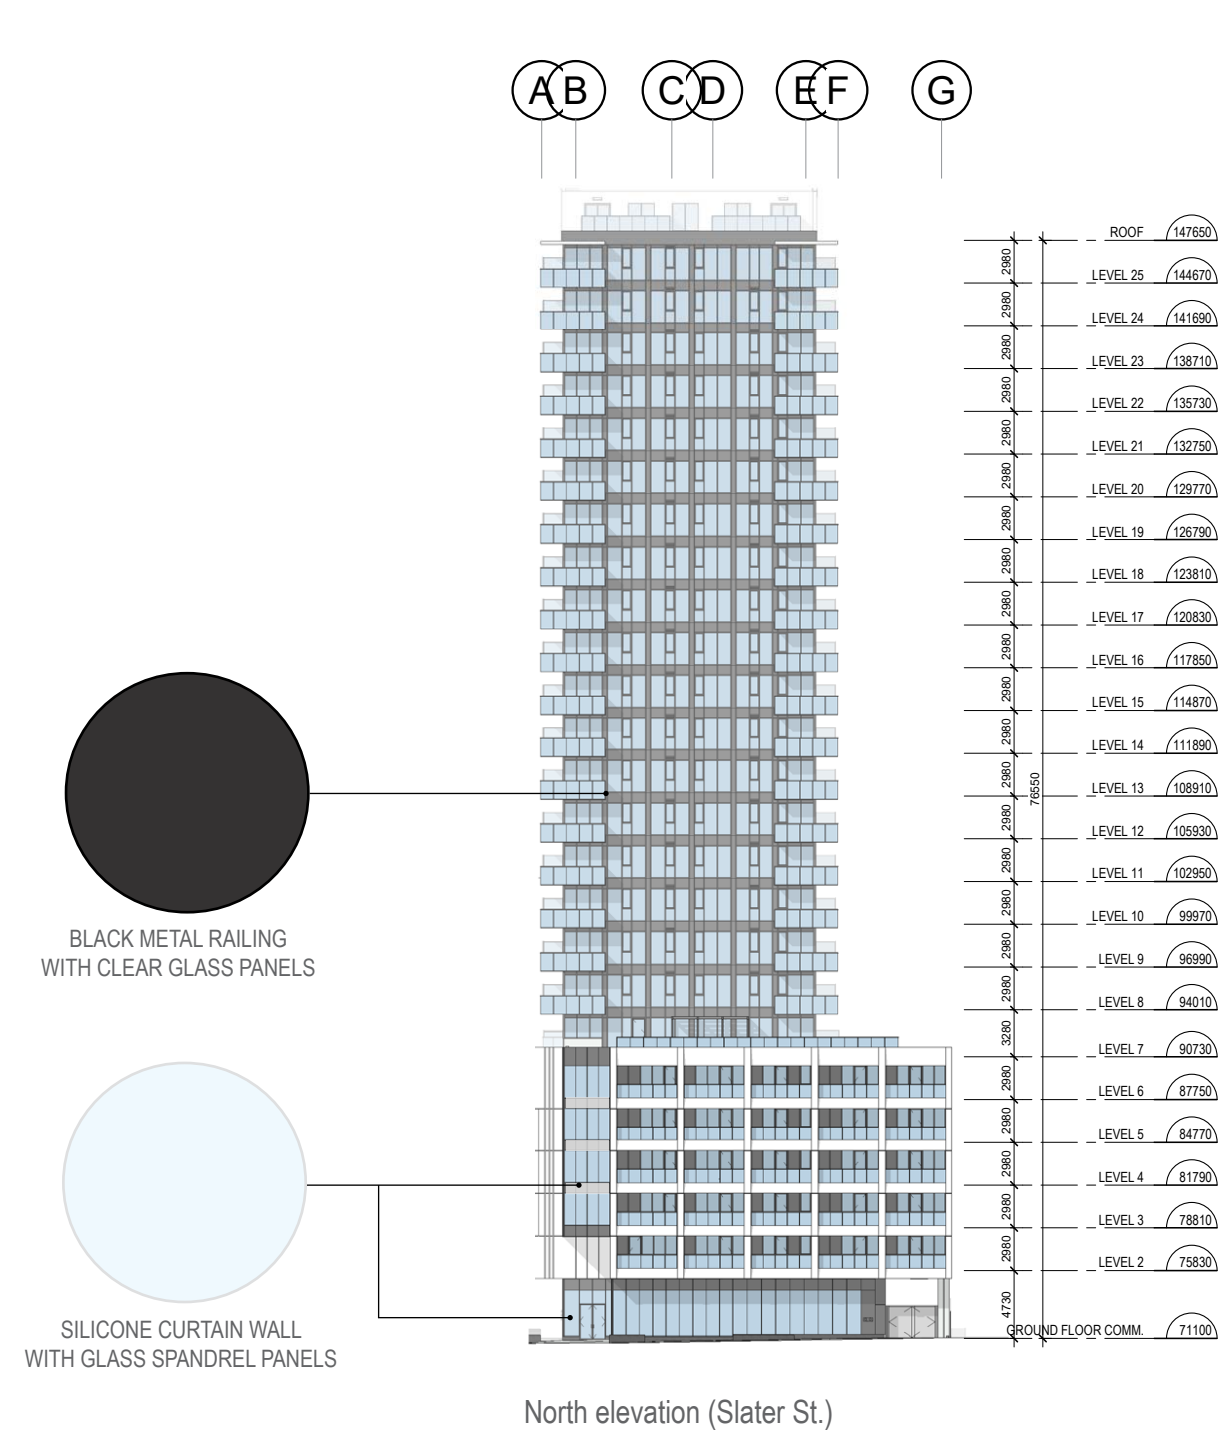 A B C D E F G
ROOF 147650
2980
LEVEL 25 144670
2980
LEVEL 24 141690
2980
LEVEL 23 138710
2980
LEVEL 22 135730
2980
LEVEL 21 132750
2980
LEVEL 20 129770
2980
LEVEL 19 126790
2980
LEVEL 18 123810
2980
LEVEL 17 120830
2980
LEVEL 16 117850
2980
LEVEL 15 114870
2980
LEVEL 14 111890
2980
76550
LEVEL 13 108910
2980
LEVEL 12 105930
2980
LEVEL 11 102950
2980
LEVEL 10 99970
2980
LEVEL 9 96990
2980
LEVEL 8 94010
3280
LEVEL 7 90730
2980
LEVEL 6 87750
2980
LEVEL 5 84770
2980
LEVEL 4 81790
2980
LEVEL 3 78810
2980
LEVEL 2 75830
4730
GROUND FLOOR COMM. 71100
BLACK METAL RAILING
WITH CLEAR GLASS PANELS
SILICONE CURTAIN WALL
WITH GLASS SPANDREL PANELS
North elevation (Slater St.)